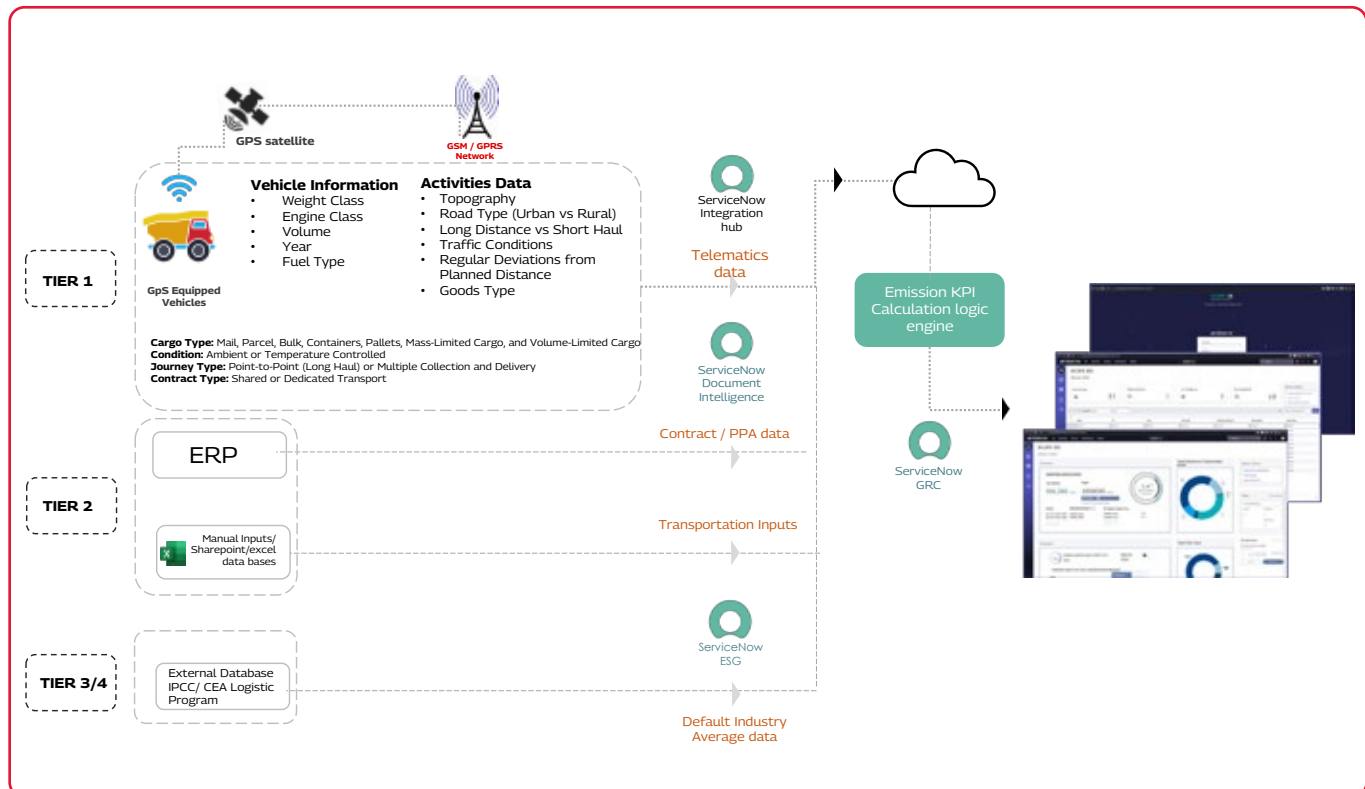 GPS satellite
GSM / GPRS
Network
Vehicle Information
• Weight Class
• Engine Class
• Volume
• Year
• Fuel Type
Activities Data
• Topography
• Road Type (Urban vs Rural)
• Long Distance vs Short Haul
• Traffic Conditions
• Regular Deviations from
Planned Distance
• Goods Type
TIER 1
GpS Equipped
Vehicles
Cargo Type: Mail, Parcel, Bulk, Containers, Pallets, Mass-Limited Cargo, and Volume-Limited Cargo
Condition: Ambient or Temperature Controlled
Journey Type: Point-to-Point (Long Haul) or Multiple Collection and Delivery
Contract Type: Shared or Dedicated Transport
ServiceNow
Integration
hub
Telematics
data
ServiceNow
Document
Intelligence
Emission KPI
Calculation logic
engine
TIER 2
ERP
Contract / PPA data
Manual Inputs/
Sharepoint/excel
data bases
Transportation Inputs
ServiceNow
GRC
TIER 3/4
External Database
IPCC/ CEA Logistic
Program
ServiceNow
ESG
Default Industry
Average data